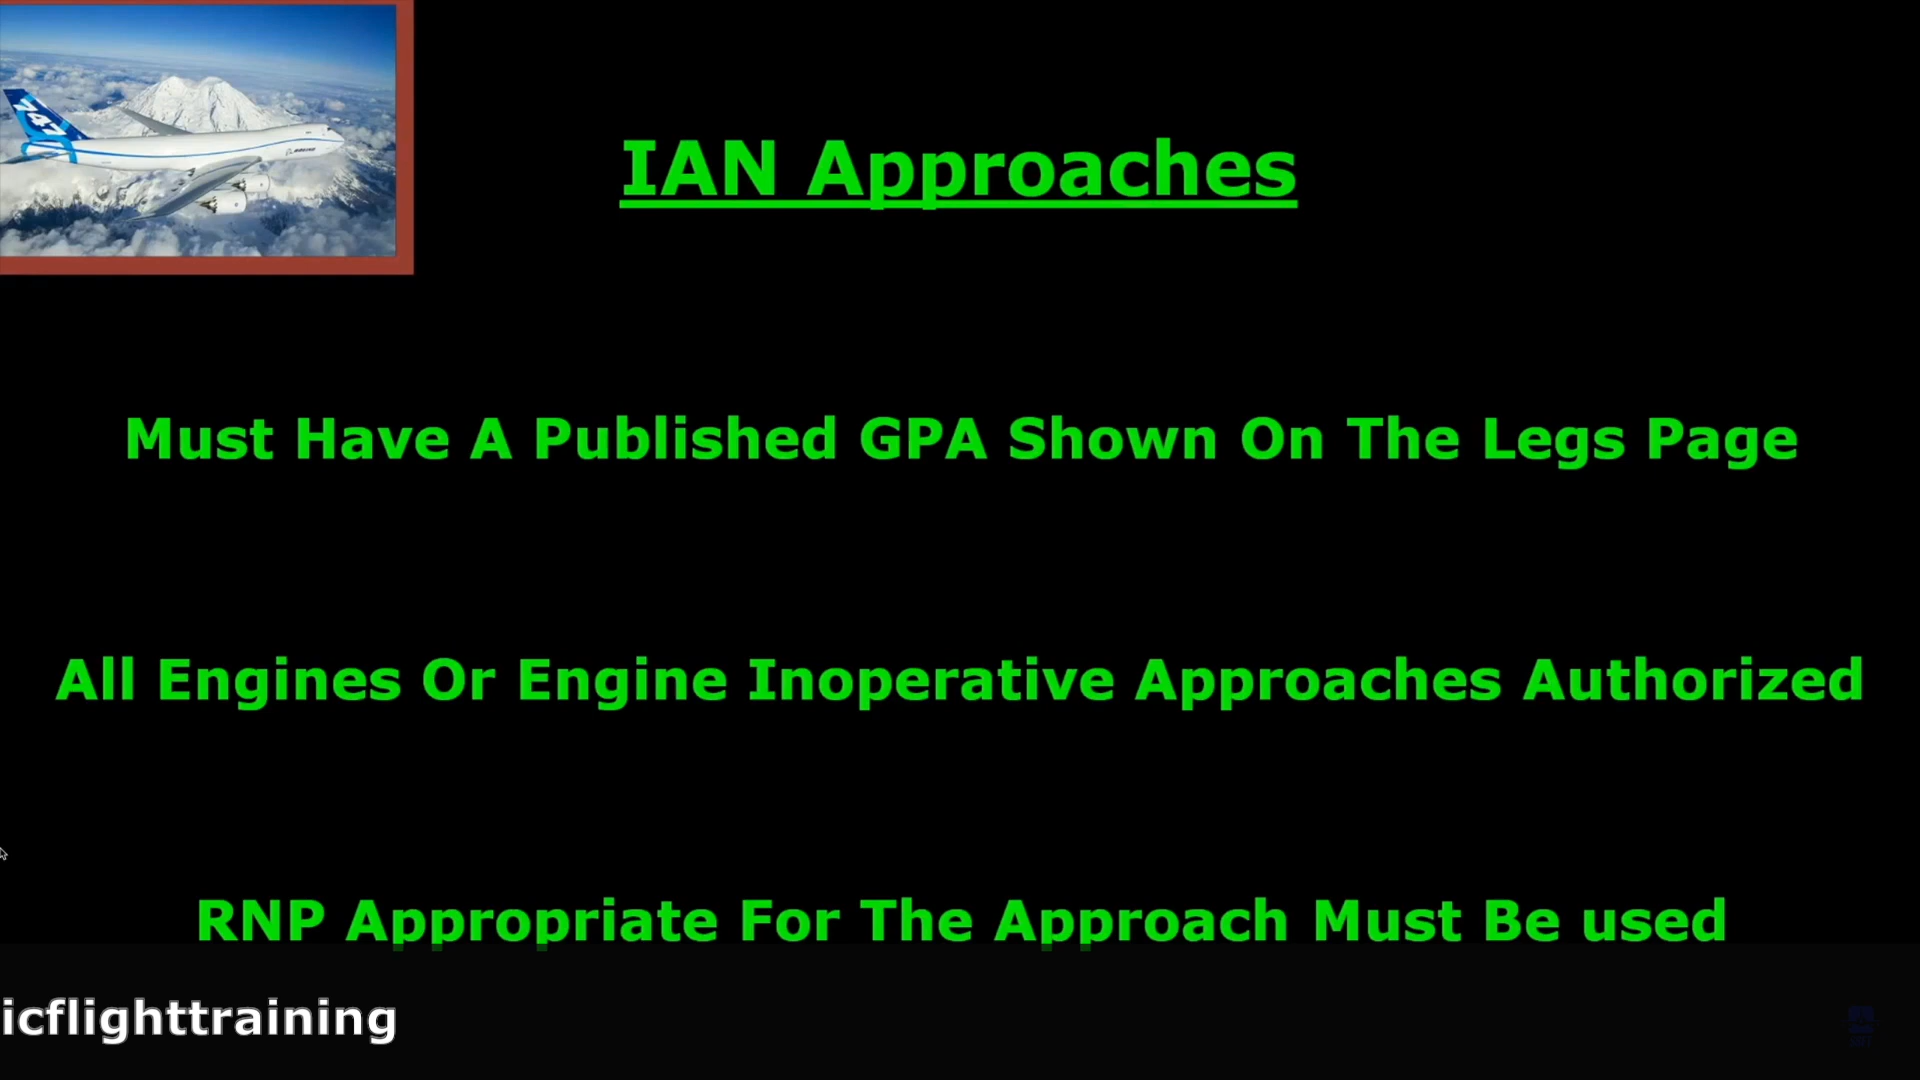 747
IAN Approaches
Must Have A Published GPA Shown On The Legs Page
All Engines Or Engine Inoperative Approaches Authorized
RNP Appropriate For The Approach Must Be used
icflighttraining